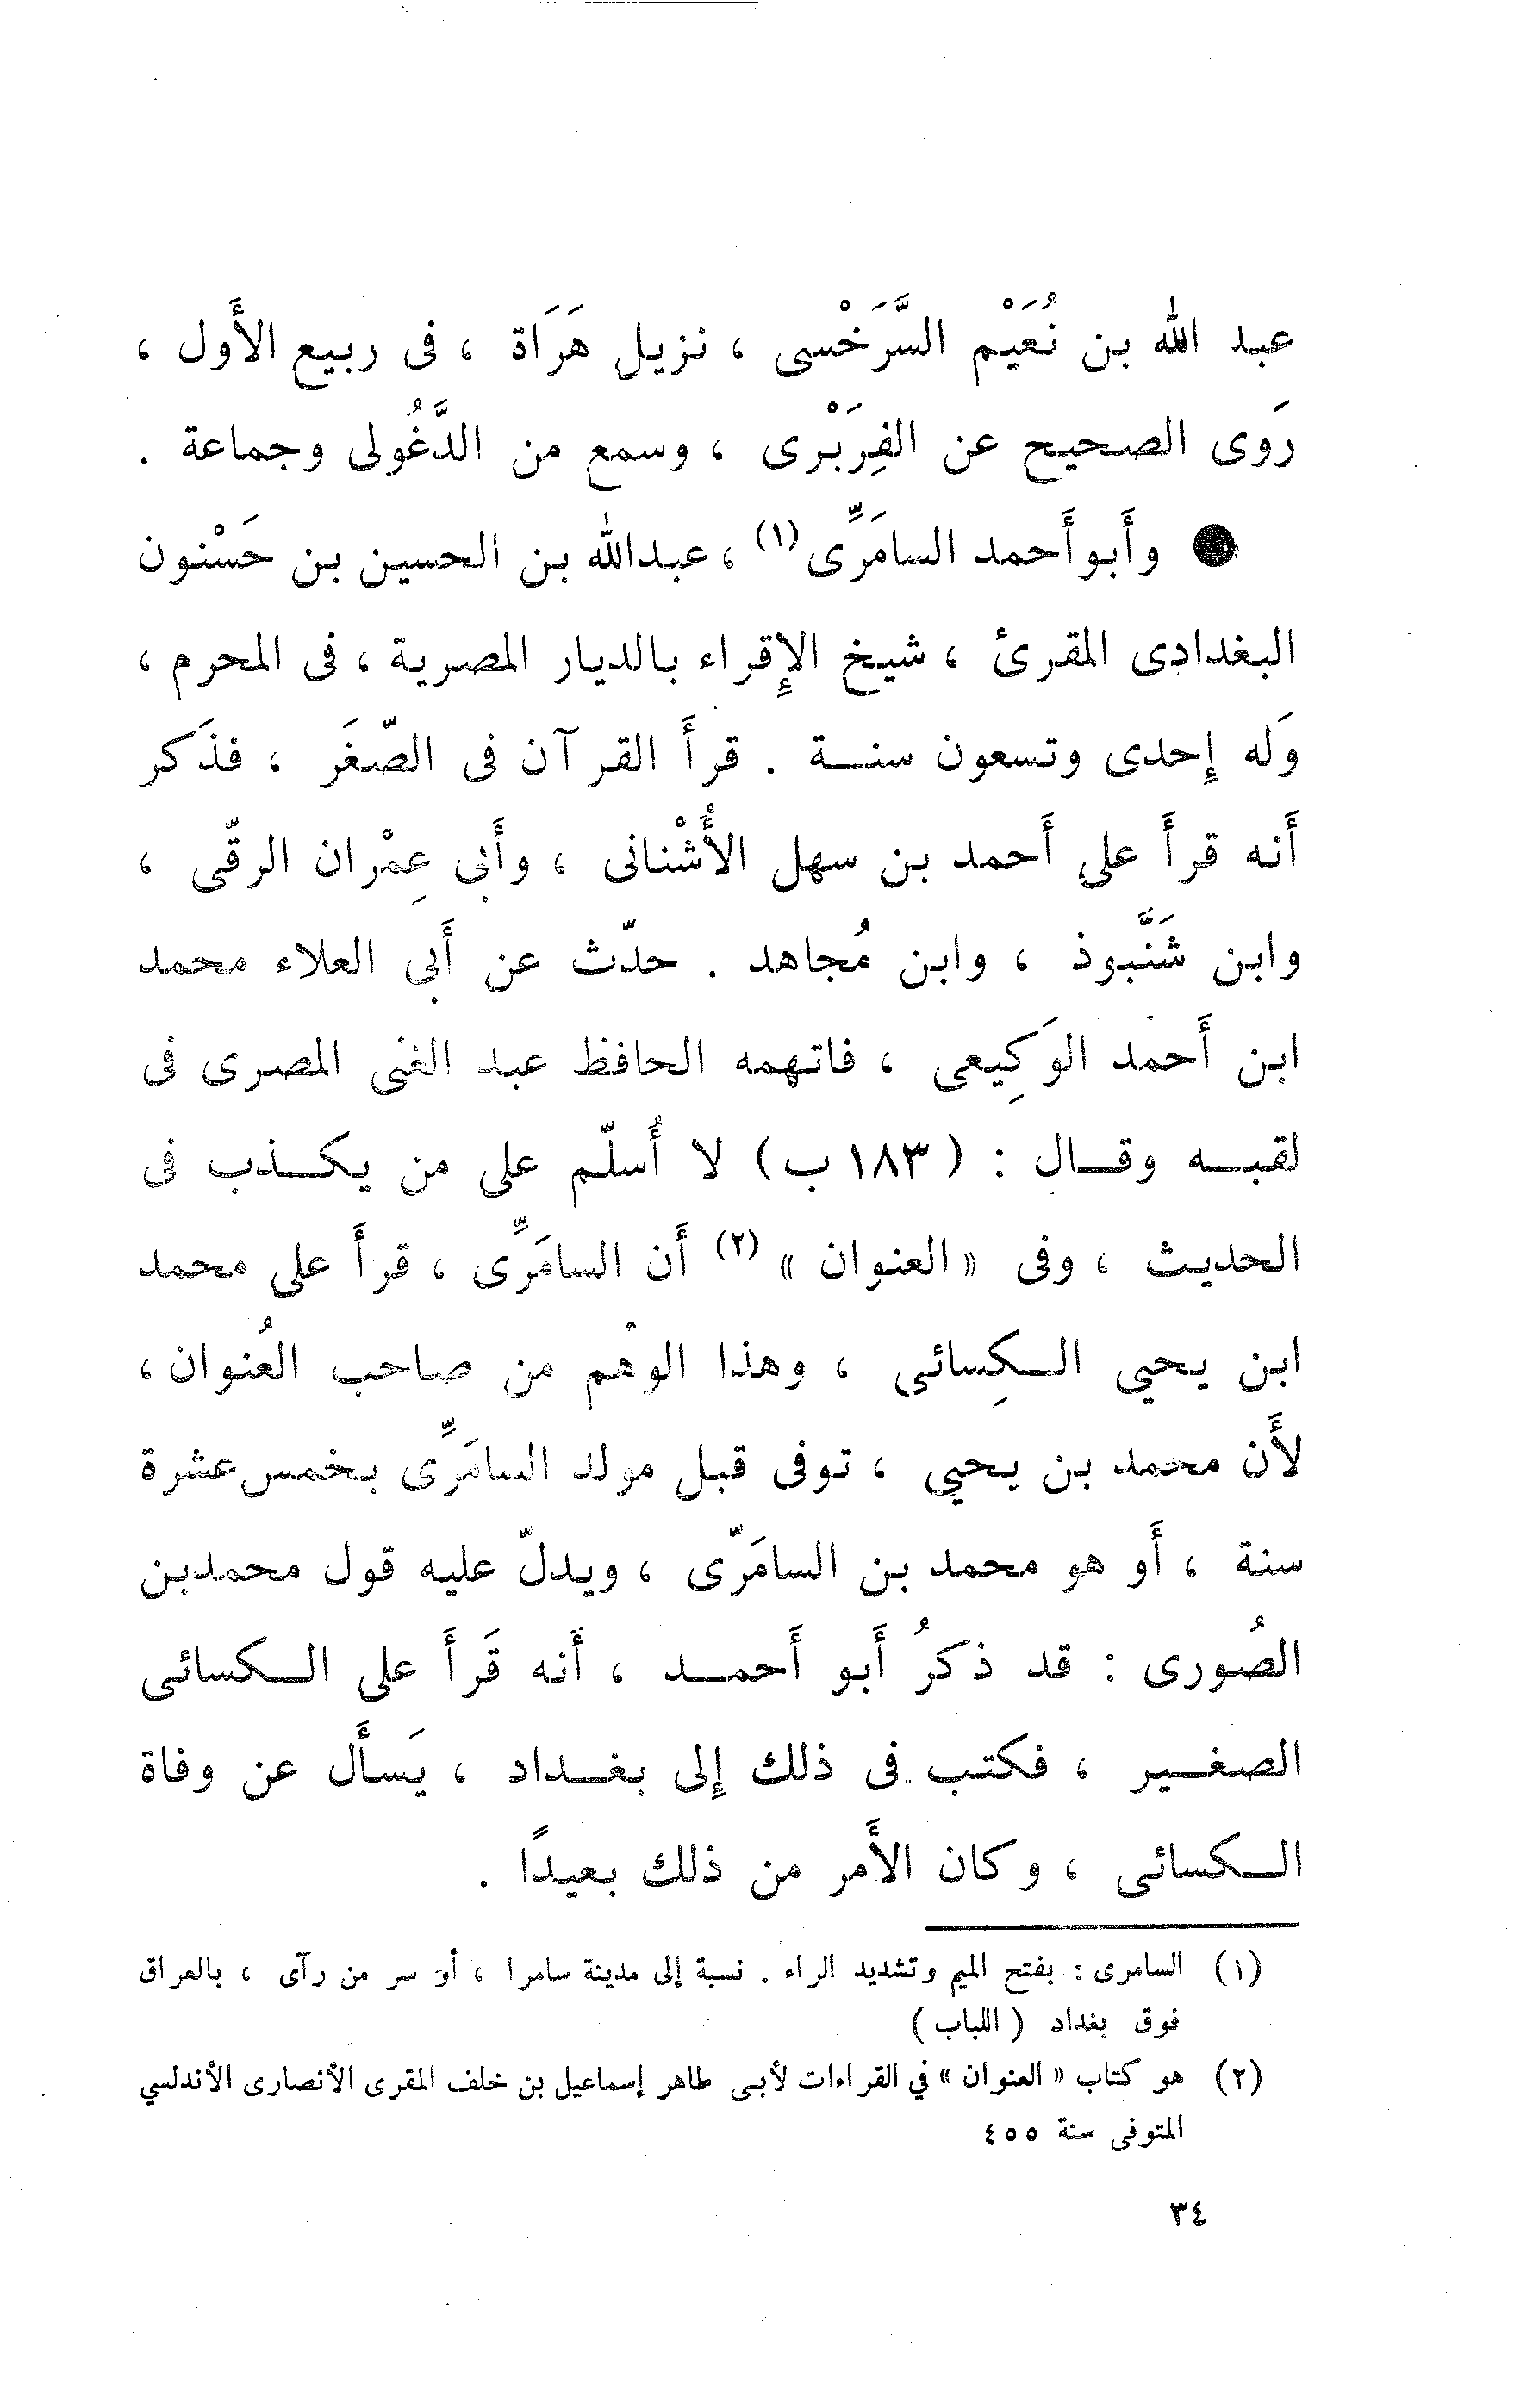 عبد الله بن نُعَيْم السَّرَخْسى ، نزيل هَرَاة ، فى ربيع الأَول ،
رَوى الصحيح عن الفِرَبْرى ، وسمع من الدَّغُولى وجماعة .
● وأَبو أَحمد السامَرِّى (١) ، عبدالله بن الحسين بن حَسْنون
البغدادى المقرئ ، شيخ الإِقراء بالديار المصرية ، فى المحرم ،
وَله إِحدى وتسعون سنة . قرأَ القرآن فى الصّغَر ، فذَكر
أَنه قرأَ على أَحمد بن سهل الأُشْنانى ، وأَبى عِمْران الرقّى ،
وابن شَنَّبوذ ، وابن مُجاهد . حدّث عن أَبى العلاء محمد
ابن أَحمد الوَكِيعى ، فاتهمه الحافظ عبد الغنى المصرى فى
لقبه وقال : ( ١٨٣ ب ) لا أُسلّم على من يكذب فى
الحديث ، وفى « العنوان » (٢) أَن السامَرِّى ، قرأَ على محمد
ابن يحيى الكِسائى ، وهذا الوهْم من صاحب العُنوان ،
لأَن محمد بن يحيى ، توفى قبل مولد السامَرِّى بخمس عشرة
سنة ، أَو هو محمد بن السامَرّى ، ويدلّ عليه قول محمد بن
الصُورى : قد ذكرُ أَبو أَحمد ، أَنه قَرأَ على الكسائى
الصغير ، فكتب فى ذلك إِلى بغداد ، يَسأَل عن وفاة
الكسائى ، وكان الأَمر من ذلك بعيدًا .
(١) السامرى : بفتح الميم وتشديد الراء . نسبة إلى مدينة سامرا ، أو سر من رآى ، بالعراق
فوق بغداد ( اللباب )
(٢) هو كتاب « العنوان » في القراءات لأبى طاهر إسماعيل بن خلف المقرى الأنصارى الأندلسي
المتوفى سنة ٤٥٥
٣٤